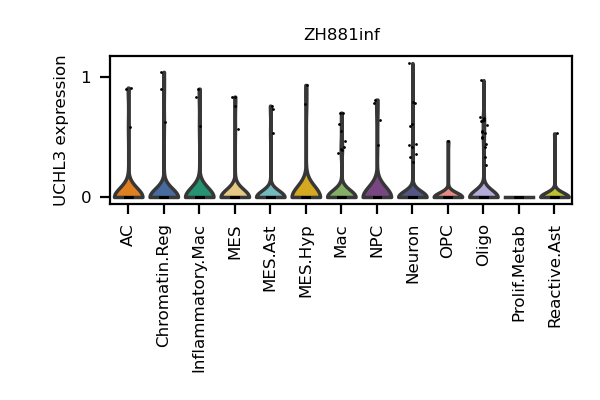 ZH881inf
UCHL3 expression
1
0
AC
Chromatin.Reg
Inflammatory.Mac
MES
MES.Ast
MES.Hyp
Mac
NPC
Neuron
OPC
Oligo
Prolif.Metab
Reactive.Ast